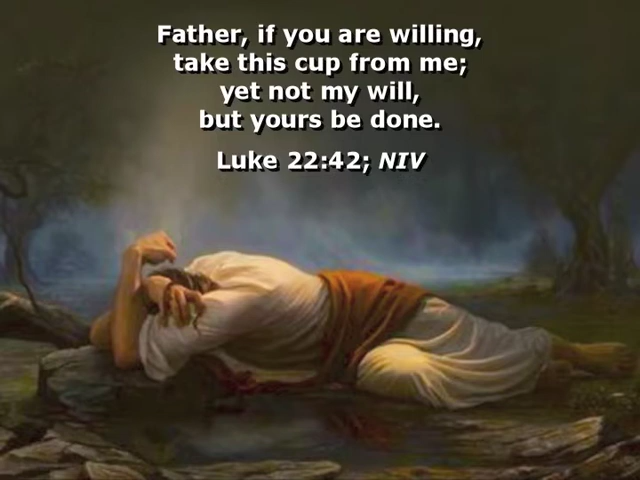 Father, if you are willing,
take this cup from me;
yet not my will,
but yours be done.
Luke 22:42; NIV